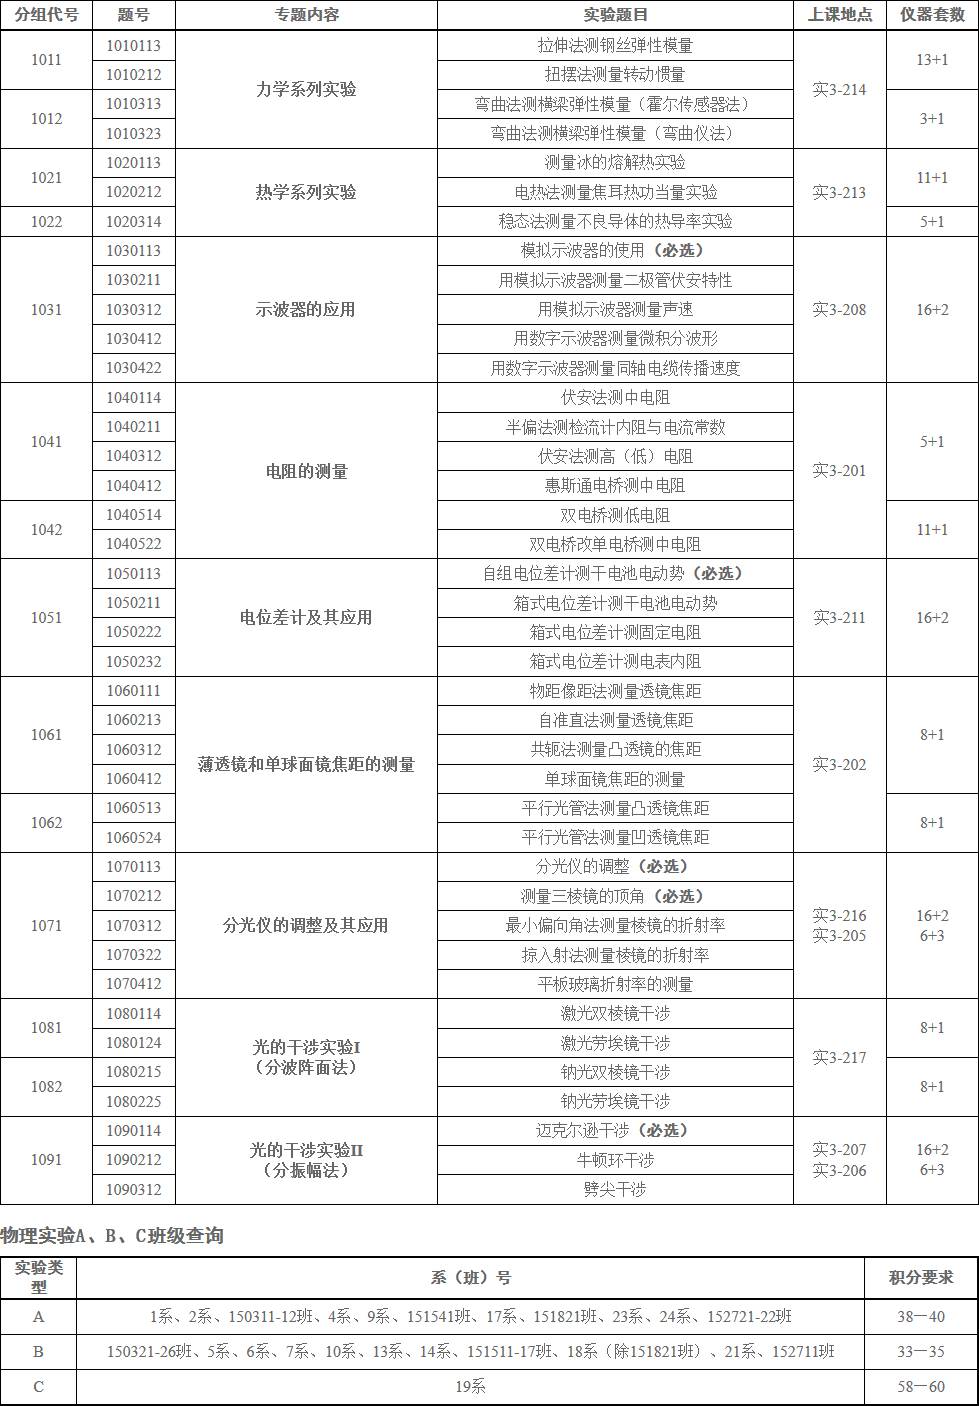 分组代号 题号 专题内容 实验题目 上课地点 仪器套数
1011 1010113 力学系列实验 拉伸法测钢丝弹性模量 实3-214 13+1
1010212 扭摆法测量转动惯量
1012 1010313 弯曲法测横梁弹性模量（霍尔传感器法） 3+1
1010323 弯曲法测横梁弹性模量（弯曲仪法）
1021 1020113 热学系列实验 测量冰的熔解热实验 实3-213 11+1
1020212 电热法测量焦耳热功当量实验
1022 1020314 稳态法测量不良导体的热导率实验 5+1
1031 1030113 示波器的应用 模拟示波器的使用（必选） 实3-208 16+2
1030211 用模拟示波器测量二极管伏安特性
1030312 用模拟示波器测量声速
1030412 用数字示波器测量微积分波形
1030422 用数字示波器测量同轴电缆传播速度
1041 1040114 电阻的测量 伏安法测中电阻 实3-201 5+1
1040211 半偏法测检流计内阻与电流常数
1040312 伏安法测高（低）电阻
1040412 惠斯通电桥测中电阻
1042 1040514 双电桥测低电阻 11+1
1040522 双电桥改单电桥测中电阻
1051 1050113 电位差计及其应用 自组电位差计测干电池电动势（必选） 实3-211 16+2
1050211 箱式电位差计测干电池电动势
1050222 箱式电位差计测固定电阻
1050232 箱式电位差计测电表内阻
1061 1060111 薄透镜和单球面镜焦距的测量 物距像距法测量透镜焦距 实3-202 8+1
1060213 自准直法测量透镜焦距
1060312 共轭法测量凸透镜的焦距
1060412 单球面镜焦距的测量
1062 1060513 平行光管法测量凸透镜焦距 8+1
1060524 平行光管法测量凹透镜焦距
1071 1070113 分光仪的调整及其应用 分光仪的调整（必选） 实3-216 16+2
实3-205 6+3
1070212 测量三棱镜的顶角（必选）
1070312 最小偏向角法测量棱镜的折射率
1070322 掠入射法测量棱镜的折射率
1070412 平板玻璃折射率的测量
1081 1080114 光的干涉实验I 激光双棱镜干涉 实3-217 8+1
（分波阵面法）
1080124 激光劳埃镜干涉
1082 1080215 钠光双棱镜干涉 8+1
1080225 钠光劳埃镜干涉
1091 1090114 光的干涉实验II 迈克尔逊干涉（必选） 实3-207 16+2
（分振幅法） 实3-206 6+3
1090212 牛顿环干涉
1090312 劈尖干涉
物理实验A、B、C班级查询
实验类型 系（班）号 积分要求
A 1系、2系、150311-12班、4系、9系、151541班、17系、151821班、23系、24系、152721-22班 38—40
B 150321-26班、5系、6系、7系、10系、13系、14系、151511-17班、18系（除151821班）、21系、152711班 33—35
C 19系 58—60